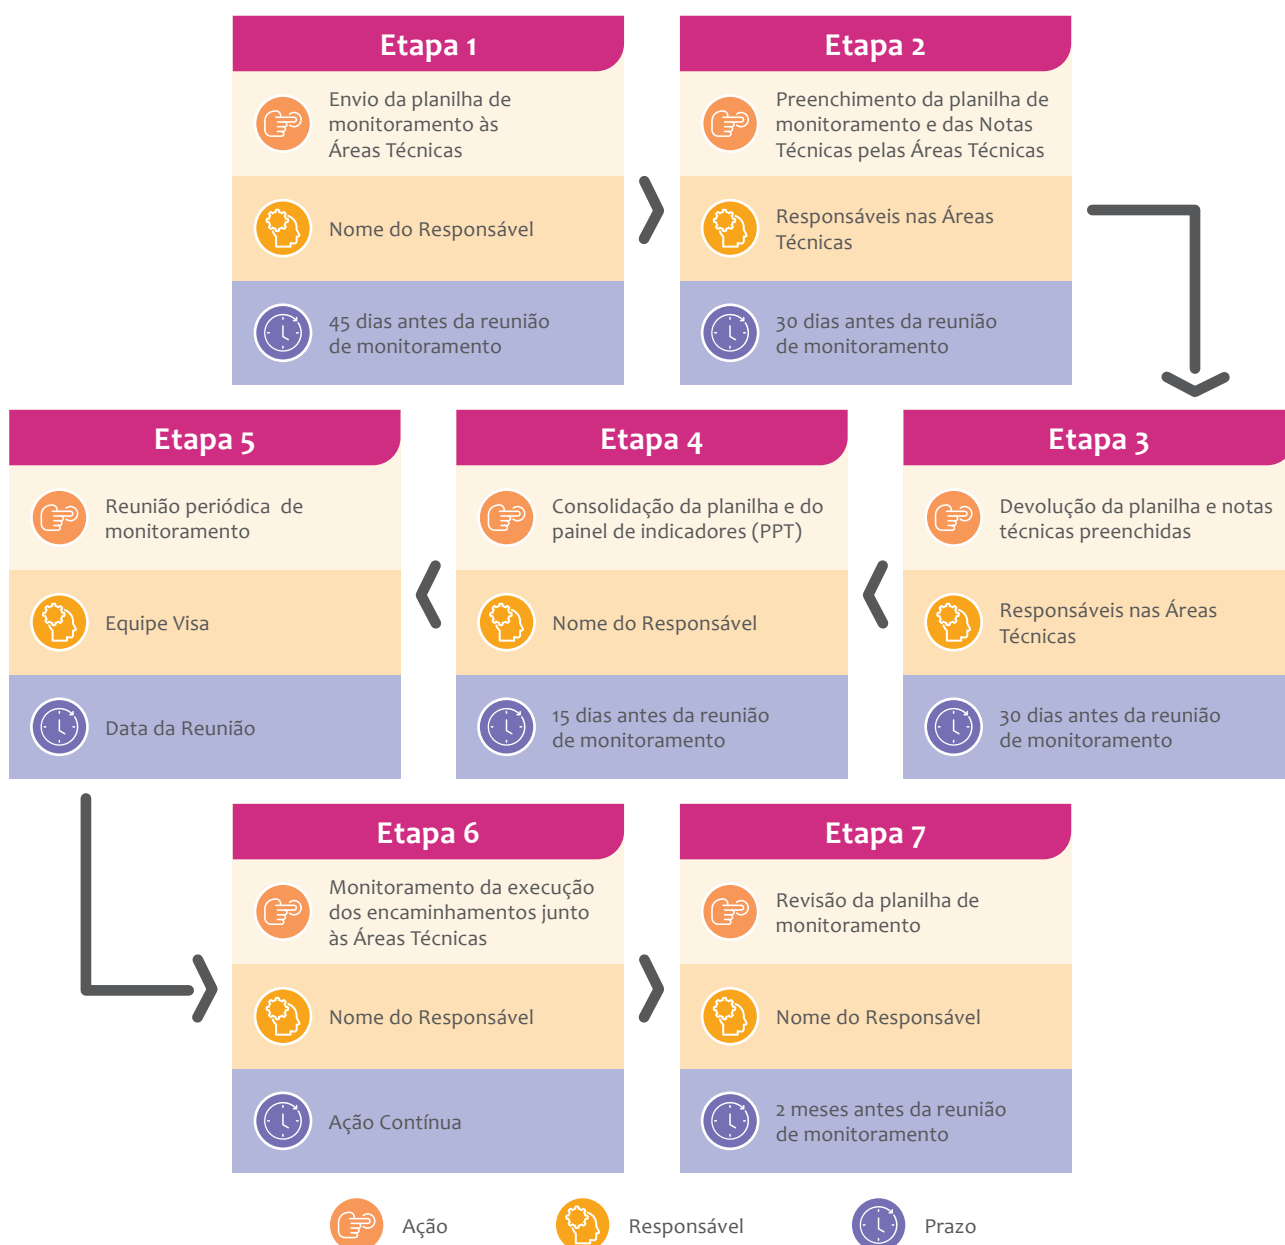 Etapa 1
Envio da planilha de
monitoramento às
Áreas Técnicas
Nome do Responsável
45 dias antes da reunião
de monitoramento
Etapa 2
Preenchimento da planilha de
monitoramento e das Notas
Técnicas pelas Áreas Técnicas
Responsáveis nas Áreas
Técnicas
30 dias antes da reunião
de monitoramento
Etapa 3
Devolução da planilha e notas
técnicas preenchidas
Responsáveis nas Áreas
Técnicas
30 dias antes da reunião
de monitoramento
Etapa 4
Consolidação da planilha e do
painel de indicadores (PPT)
Nome do Responsável
15 dias antes da reunião
de monitoramento
Etapa 5
Reunião periódica de
monitoramento
Equipe Visa
Data da Reunião
Etapa 6
Monitoramento da execução
dos encaminhamentos junto
às Áreas Técnicas
Nome do Responsável
Ação Contínua
Etapa 7
Revisão da planilha de
monitoramento
Nome do Responsável
2 meses antes da reunião
de monitoramento
Ação
Responsável
Prazo